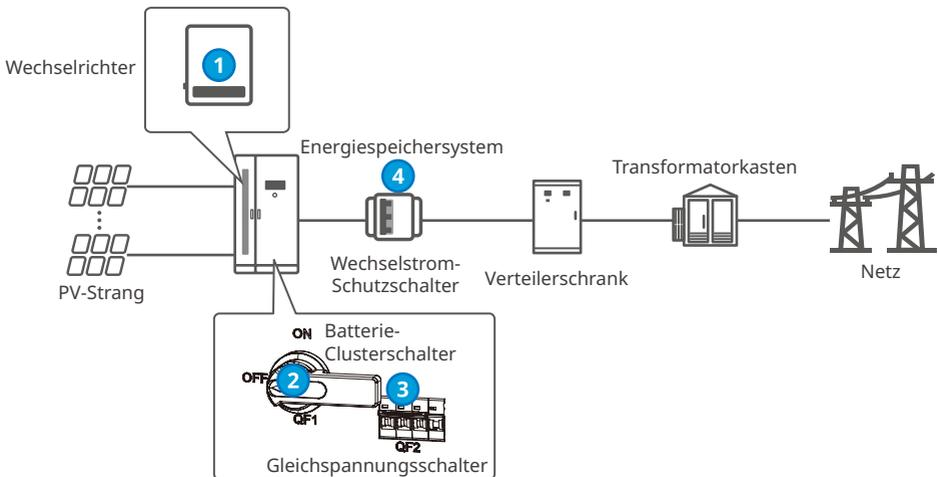 Wechselrichter
1
Energiespeichersystem
4
Transformatorkasten
PV-Strang
Wechselstrom-
Schutzschalter
Verteilerschrank
Netz
ON
Batterie-
Clusterschalter
OFF
2
3
QF1
QF2
Gleichspannungsschalter